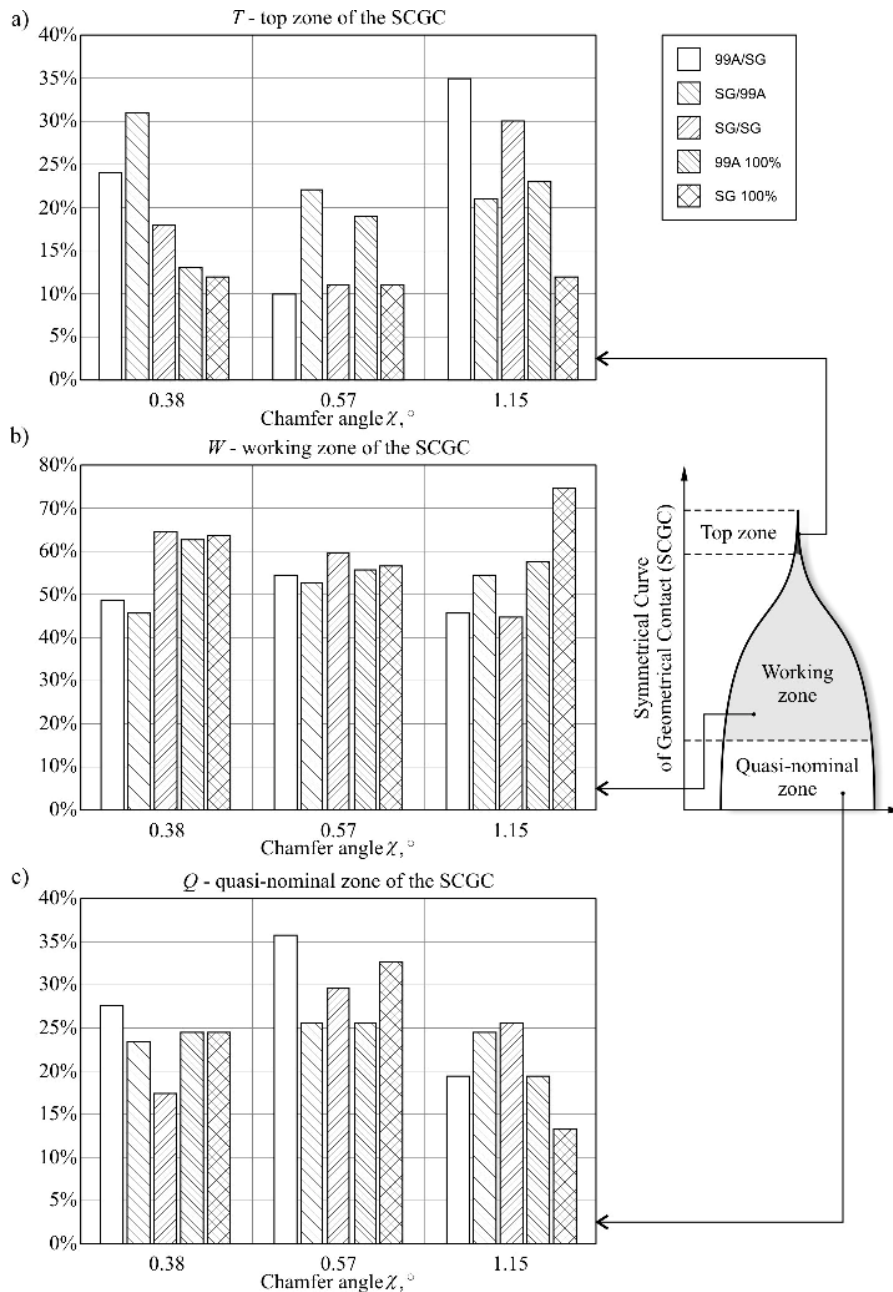 a)
T - top zone of the SCGC
40%
35%
30%
25%
20%
15%
10%
5%
0%
0.38
0.57
1.15
Chamfer angle χ, °
99A/SG
SG/99A
SG/SG
99A 100%
SG 100%
b)
W - working zone of the SCGC
80%
70%
60%
50%
40%
30%
20%
10%
0%
0.38
0.57
1.15
Chamfer angle χ, °
Symmetrical Curve
of Geometrical Contact (SCGC)
Top zone
Working
zone
Quasi-nominal
zone
c)
Q - quasi-nominal zone of the SCGC
40%
35%
30%
25%
20%
15%
10%
5%
0%
0.38
0.57
1.15
Chamfer angle χ, °